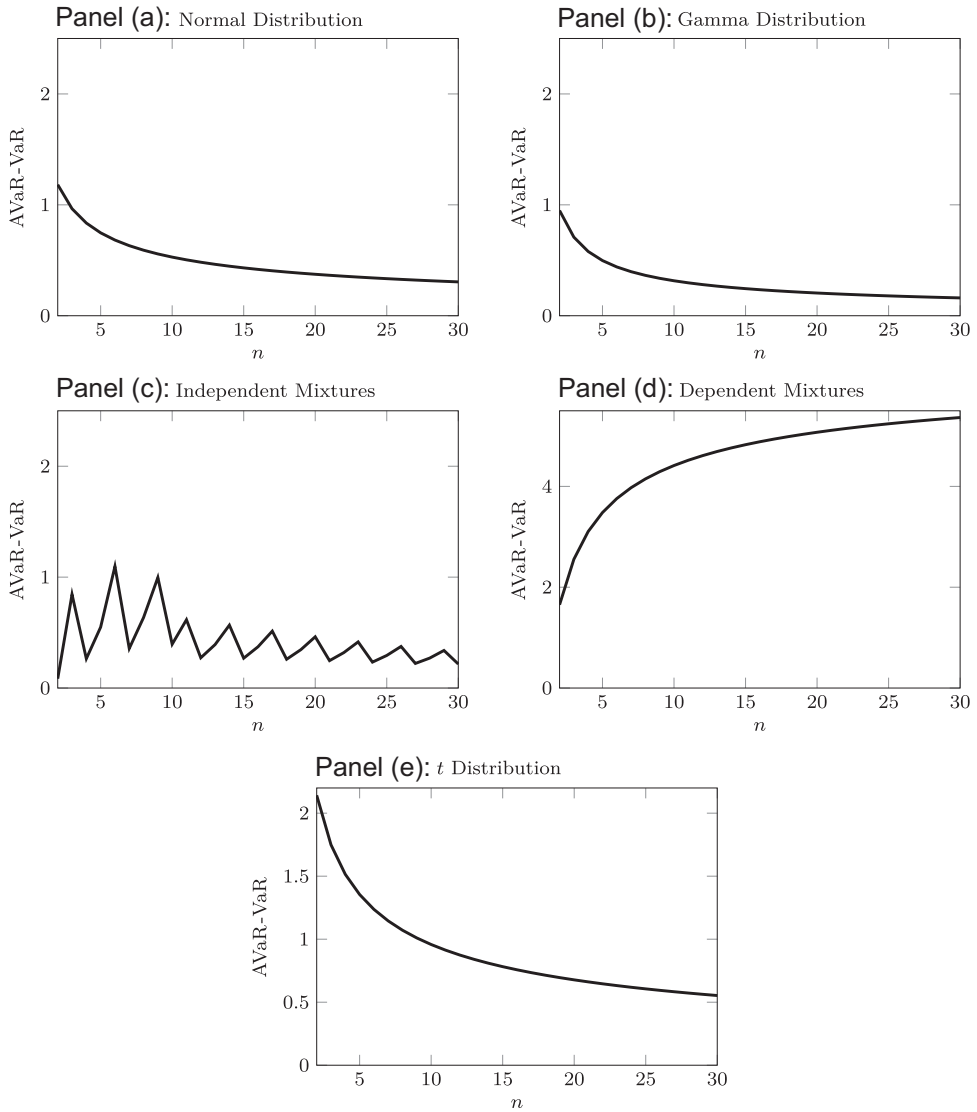 Panel (a): Normal Distribution
2
1
0
AVaR-VaR
5 10 15 20 25 30
n
Panel (b): Gamma Distribution
2
1
0
AVaR-VaR
5 10 15 20 25 30
n
Panel (c): Independent Mixtures
2
1
0
AVaR-VaR
5 10 15 20 25 30
n
Panel (d): Dependent Mixtures
4
2
0
AVaR-VaR
5 10 15 20 25 30
n
Panel (e): t Distribution
2
1.5
1
0.5
0
AVaR-VaR
5 10 15 20 25 30
n